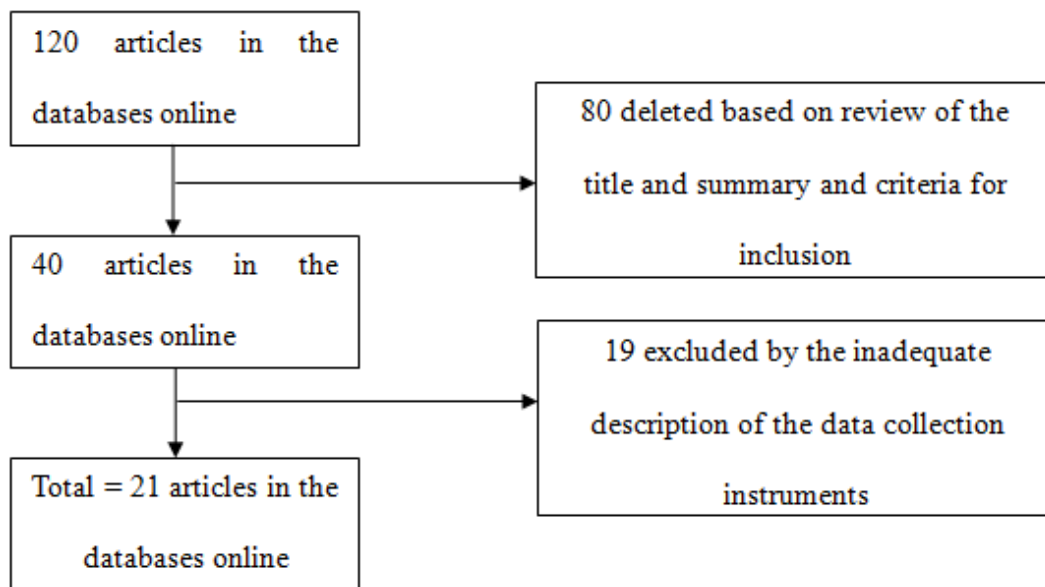 120 articles in the
databases online
80 deleted based on review of the
title and summary and criteria for
inclusion
40 articles in the
databases online
19 excluded by the inadequate
description of the data collection
instruments
Total = 21 articles in the
databases online